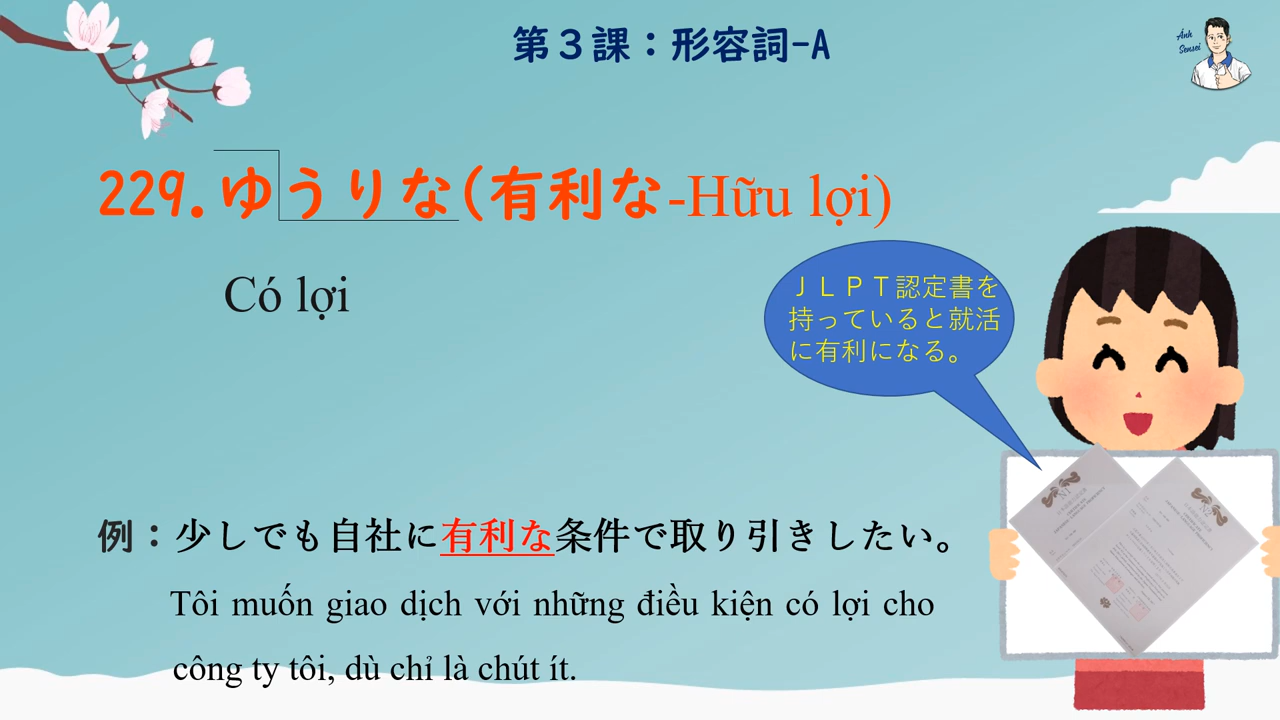 第３課：形容詞-A
Ánh
Sensei
229.ゆうりな(有利な-Hữu lợi)
Có lợi
ＪＬＰＴ認定書を
持っていると就活
に有利になる。
N1
N2
例：少しでも自社に有利な条件で取り引きしたい。
Tôi muốn giao dịch với những điều kiện có lợi cho
công ty tôi, dù chỉ là chút ít.